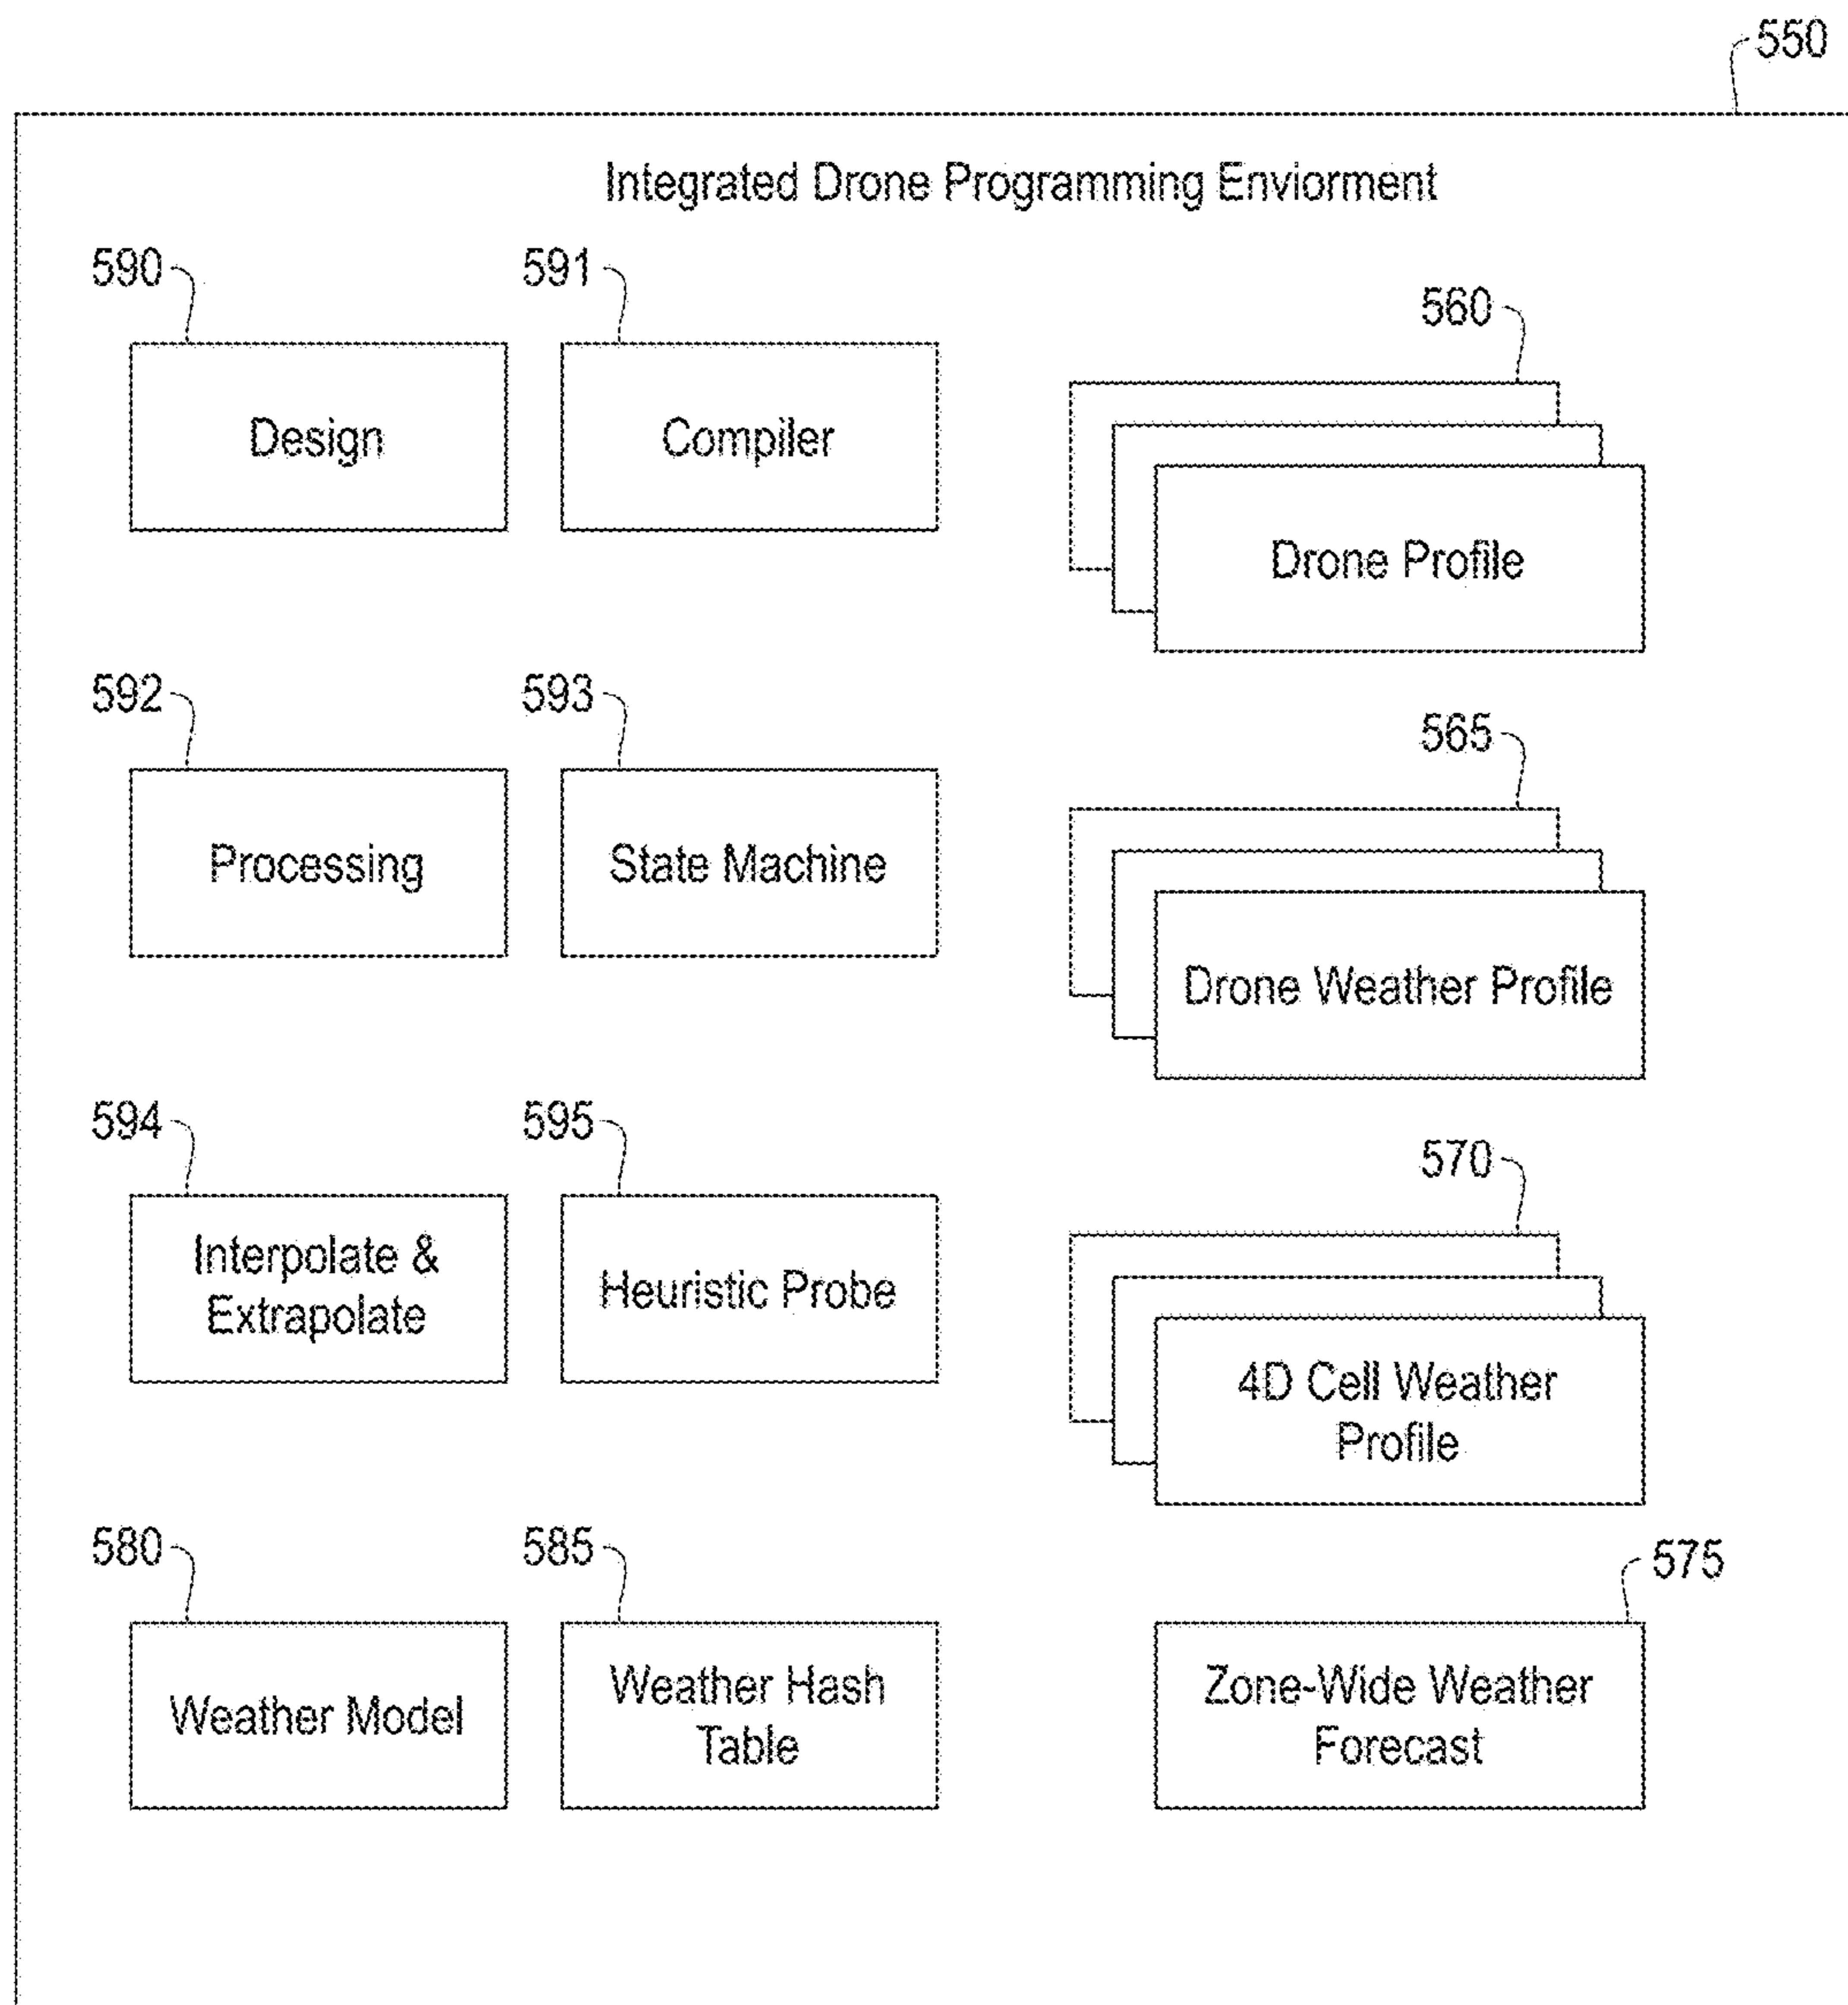 550
Integrated Drone Programming Enviorment
590
591
560
Design
Compiler
Drone Profile
592
593
565
Processing
State Machine
Drone Weather Profile
594
595
570
Interpolate &
Extrapolate
Heuristic Probe
4D Cell Weather
Profile
580
585
575
Weather Model
Weather Hash
Table
Zone-Wide Weather
Forecast